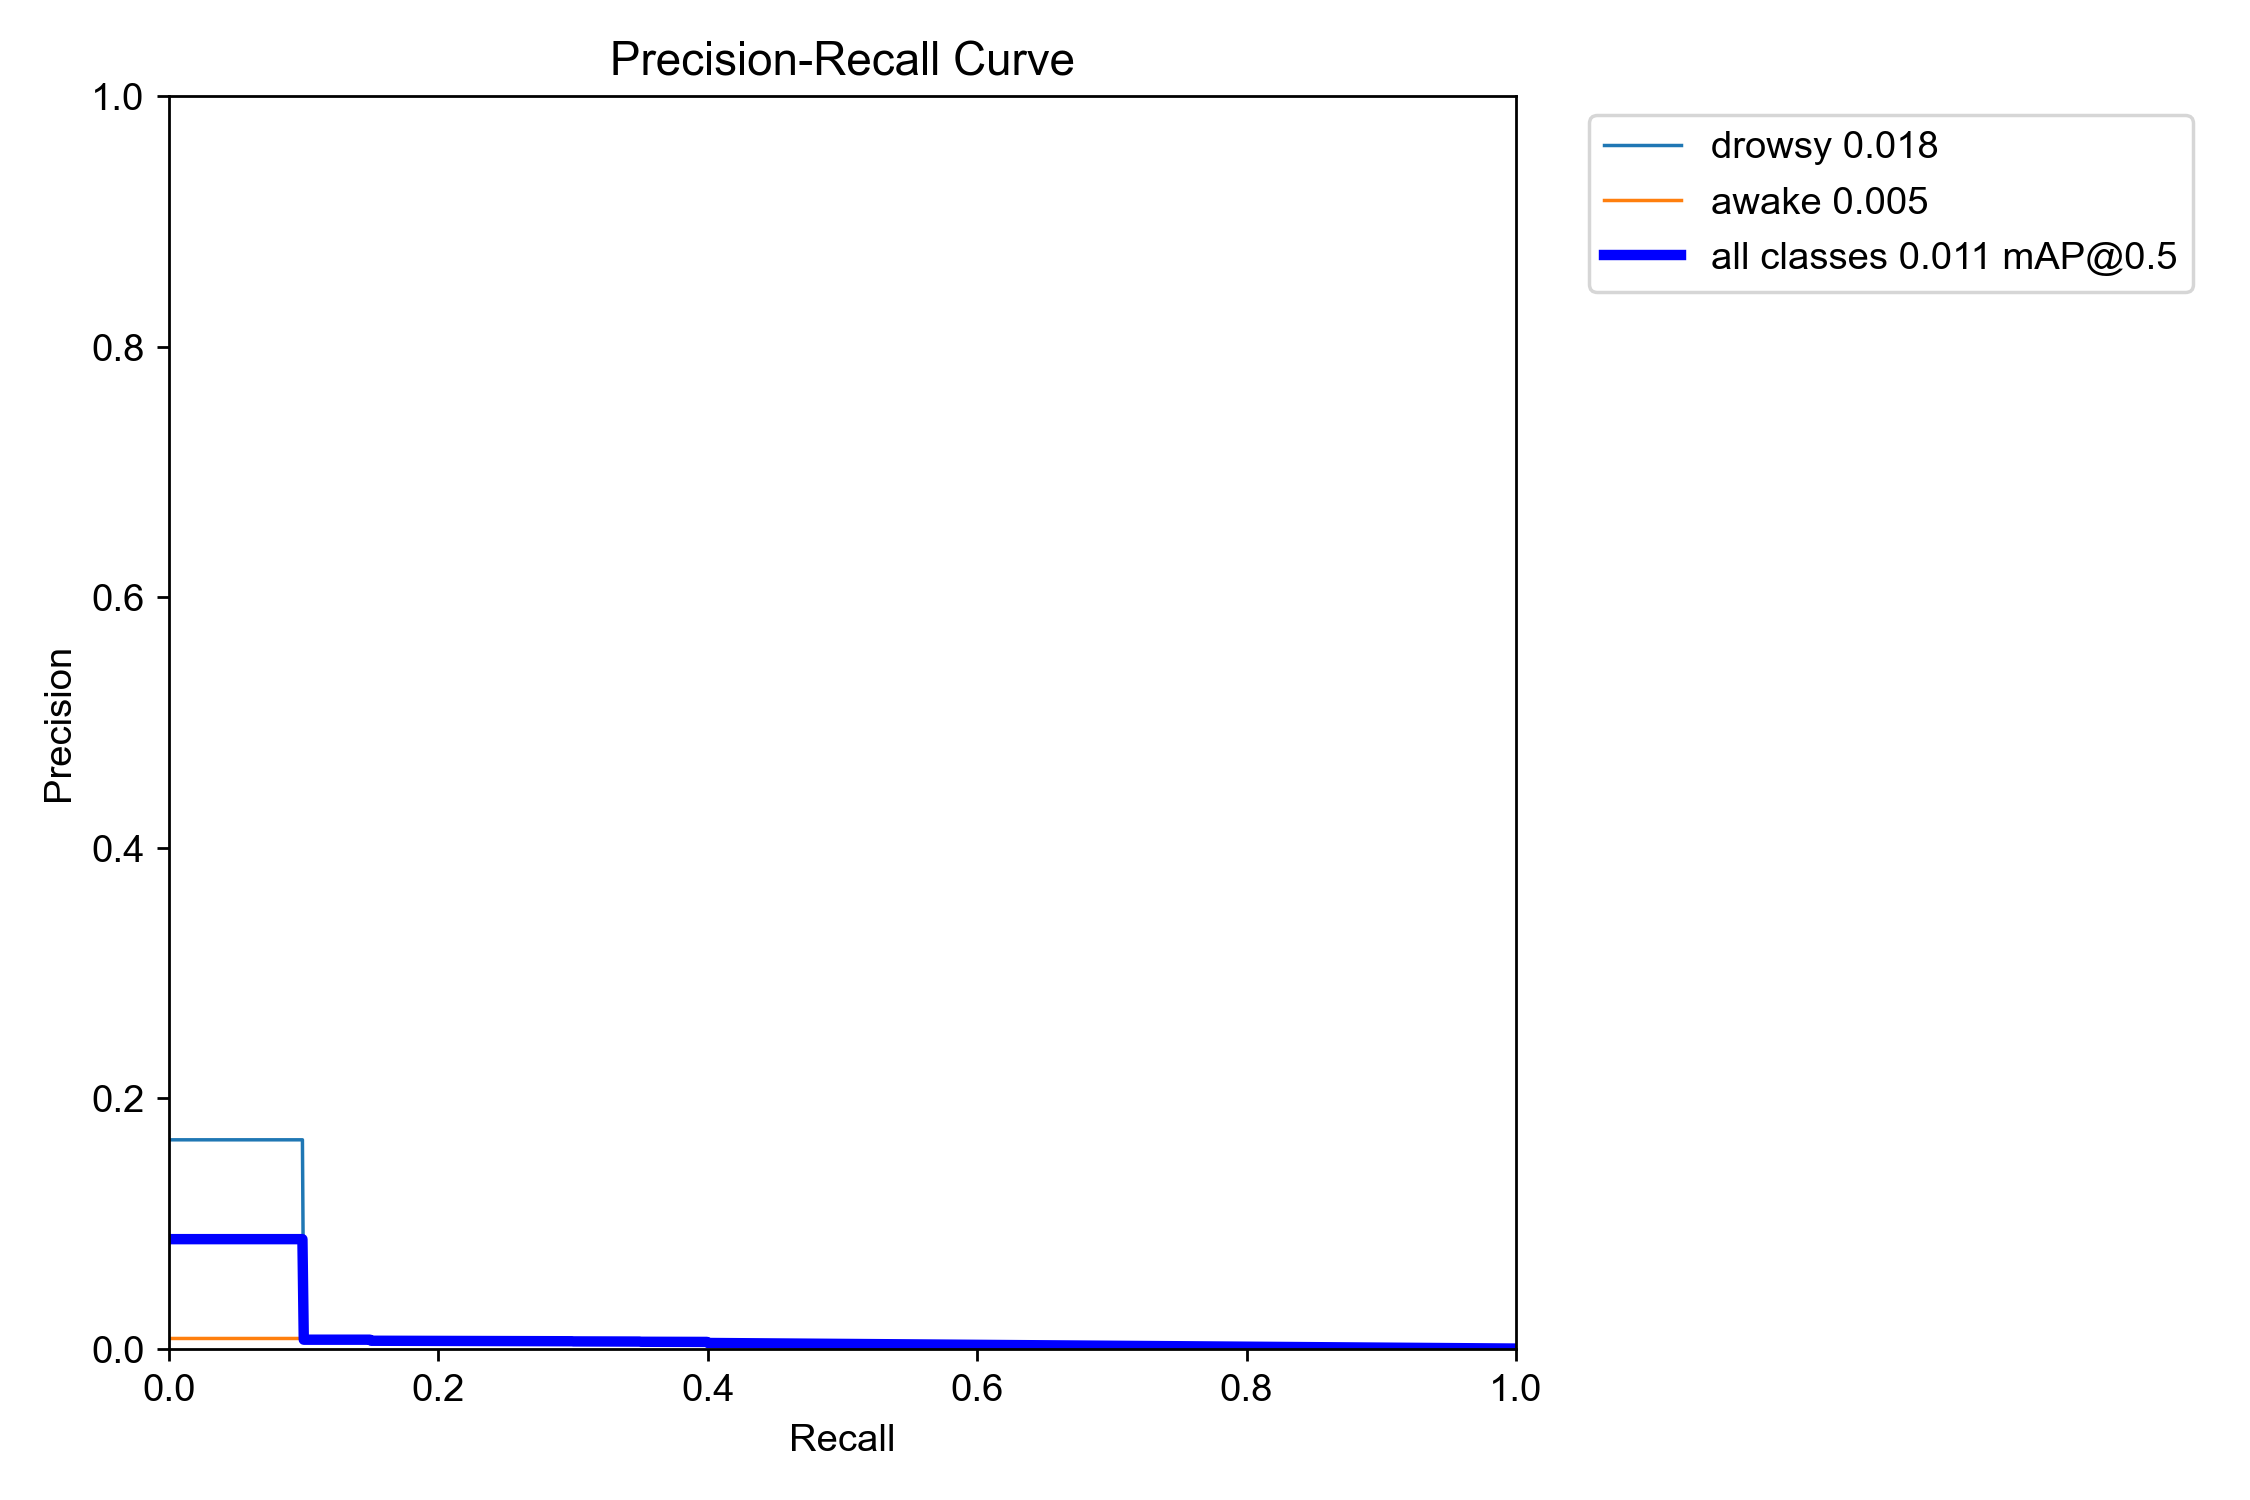 Precision-Recall Curve
1.0
0.8
0.6
0.4
0.2
0.0
Precision
0.0 0.2 0.4 0.6 0.8 1.0
Recall
drowsy 0.018
awake 0.005
all classes 0.011 mAP@0.5